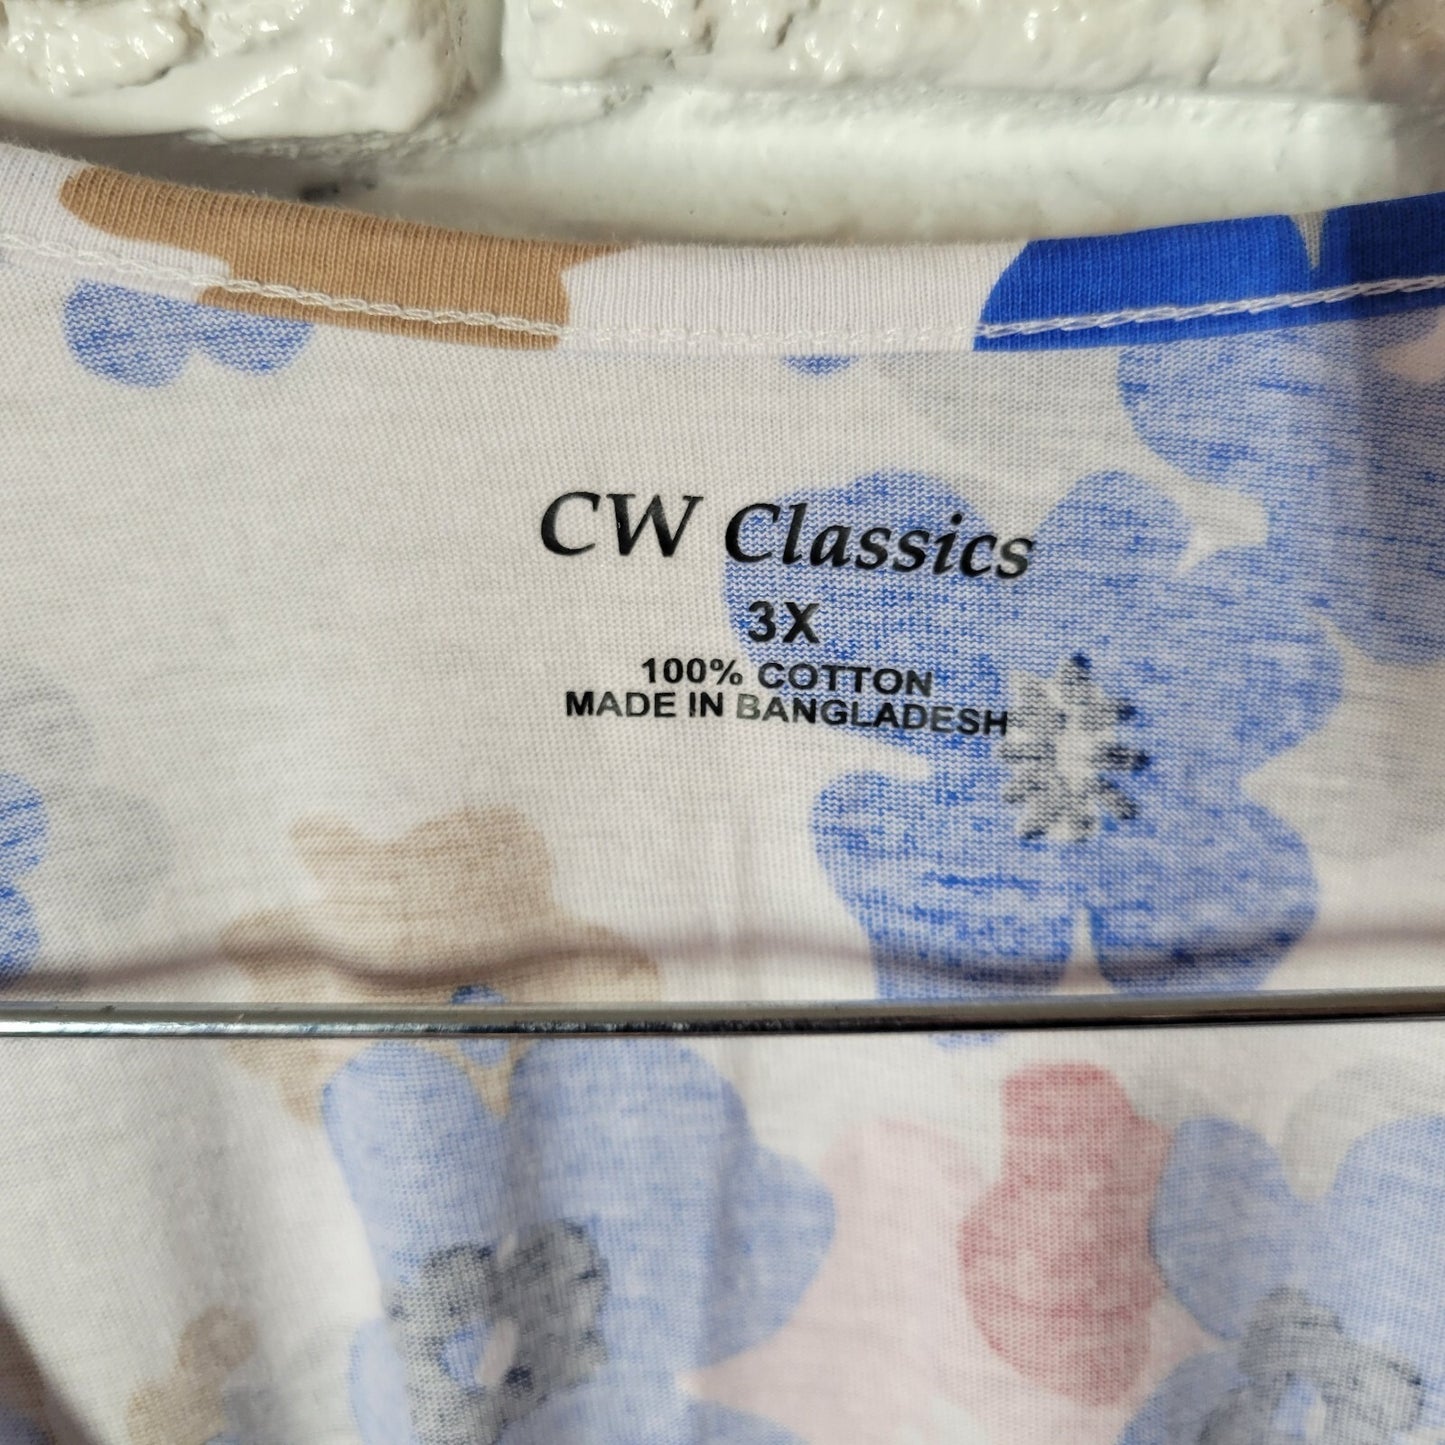 CW Classics
3X
100% COTTON
MADE IN BANGLADESH